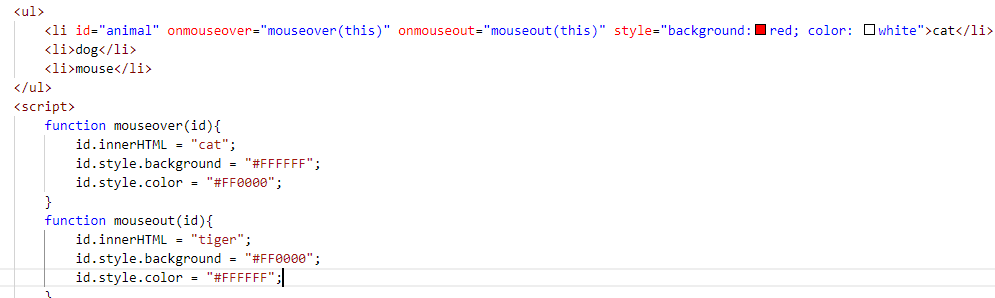 <ul>
<li id="animal" onmouseover="mouseover(this)" onmouseout="mouseout(this)" style="background:red; color: white">cat</li>
<li>dog</li>
<li>mouse</li>
</ul>
<script>
function mouseover(id){
id.innerHTML = "cat";
id.style.background = "#FFFFFF";
id.style.color = "#FF0000";
}
function mouseout(id){
id.innerHTML = "tiger";
id.style.background = "#FF0000";
id.style.color = "#FFFFFF";
}